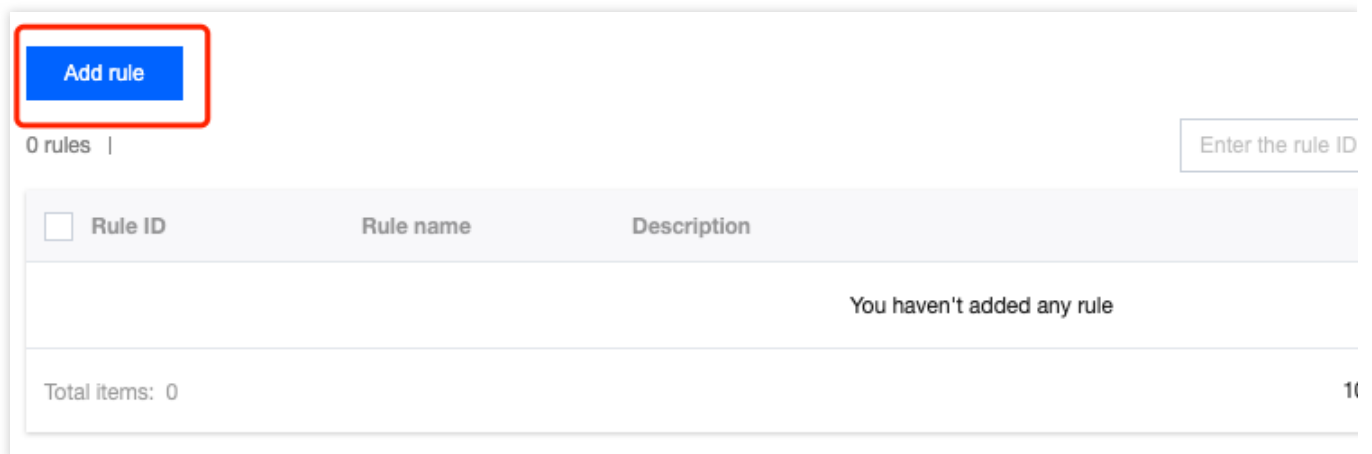 Add rule
0 rules |
Enter the rule ID
Rule ID Rule name Description
You haven't added any rule
Total items: 0
10